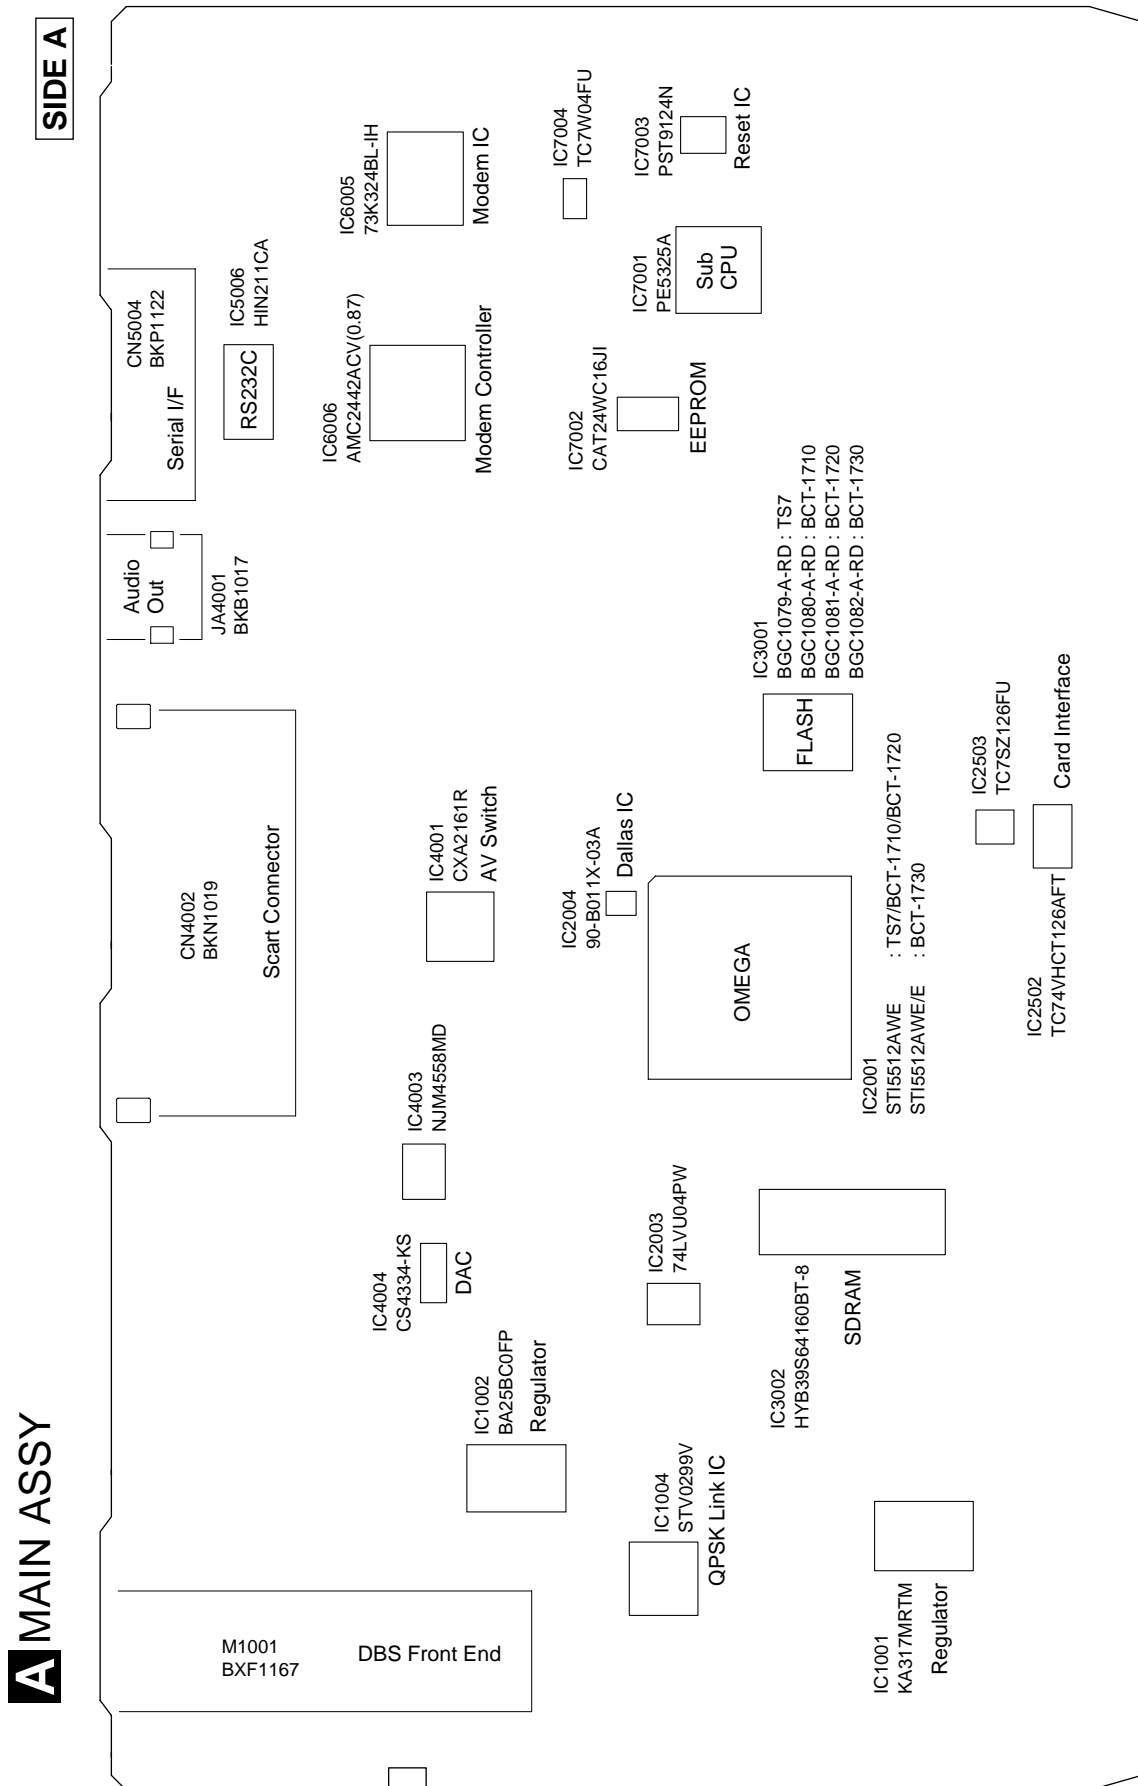 A MAIN ASSY
SIDE A
M1001
BXF1167
DBS Front End
CN4002
BKN1019
Scart Connector
Audio
Out
JA4001
BKB1017
CN5004
BKP1122
Serial I/F
RS232C
IC5006
HIN211CA
IC6006
AMC2442ACV(0.87)
Modem Controller
IC6005
73K324BL-IH
Modem IC
IC1002
BA25BC0FP
Regulator
IC4004
CS4334-KS
DAC
IC4003
NJM4558MD
IC4001
CXA2161R
AV Switch
IC7004
TC7W04FU
IC7003
PST9124N
Reset IC
IC7001
PE5325A
Sub
CPU
IC7002
CAT24WC16JI
EEPROM
IC1004
STV0299V
QPSK Link IC
IC2003
74LVU04PW
IC2004
90-B011X-03A
Dallas IC
OMEGA
IC2001
STI5512AWE : TS7/BCT-1710/BCT-1720
STI5512AWE/E : BCT-1730
FLASH
IC3001
BGC1079-A-RD : TS7
BGC1080-A-RD : BCT-1710
BGC1081-A-RD : BCT-1720
BGC1082-A-RD : BCT-1730
IC3002
HYB39S64160BT-8
SDRAM
IC1001
KA317MRTM
Regulator
IC2503
TC7SZ126FU
IC2502
TC74VHCT126AFT
Card Interface